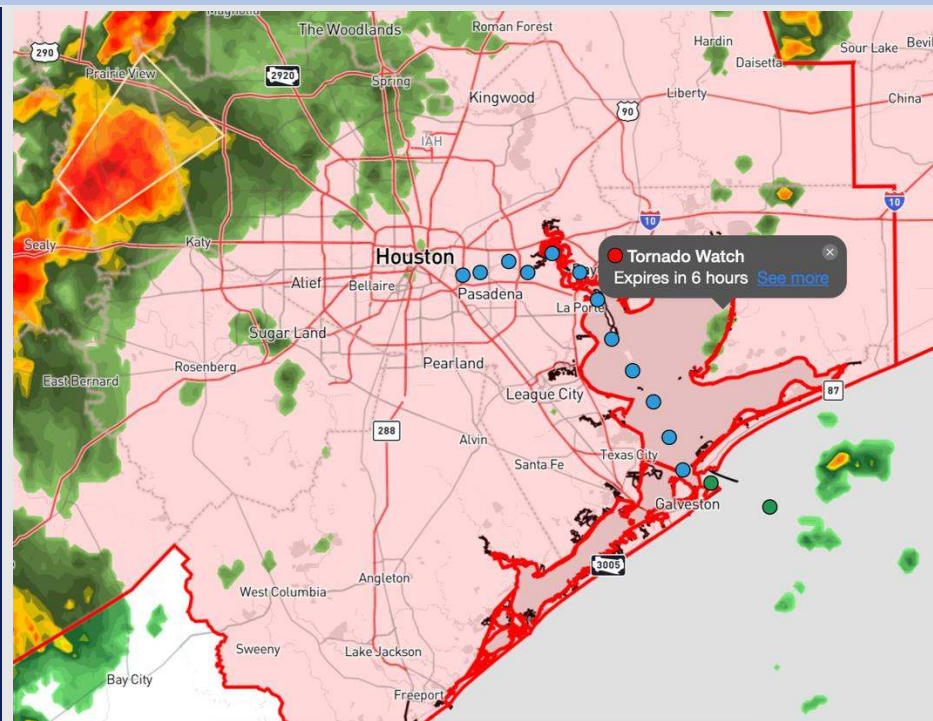 The Woodlands
Roman Forest
Hardin
Daisetta
Sour Lake
290
Prairie View
2920
Spring
Kingwood
Liberty
China
90
IAH
10
10
Sealy
Katy
Houston
Tornado Watch
Expires in 6 hours See more
Alief
Bellaire
Pasadena
La Porte
Sugar Land
Rosenberg
Pearland
East Bernard
League City
87
288
Alvin
Texas City
Santa Fe
Galveston
3005
Angleton
West Columbia
Sweeny
Lake Jackson
Bay City
Freeport